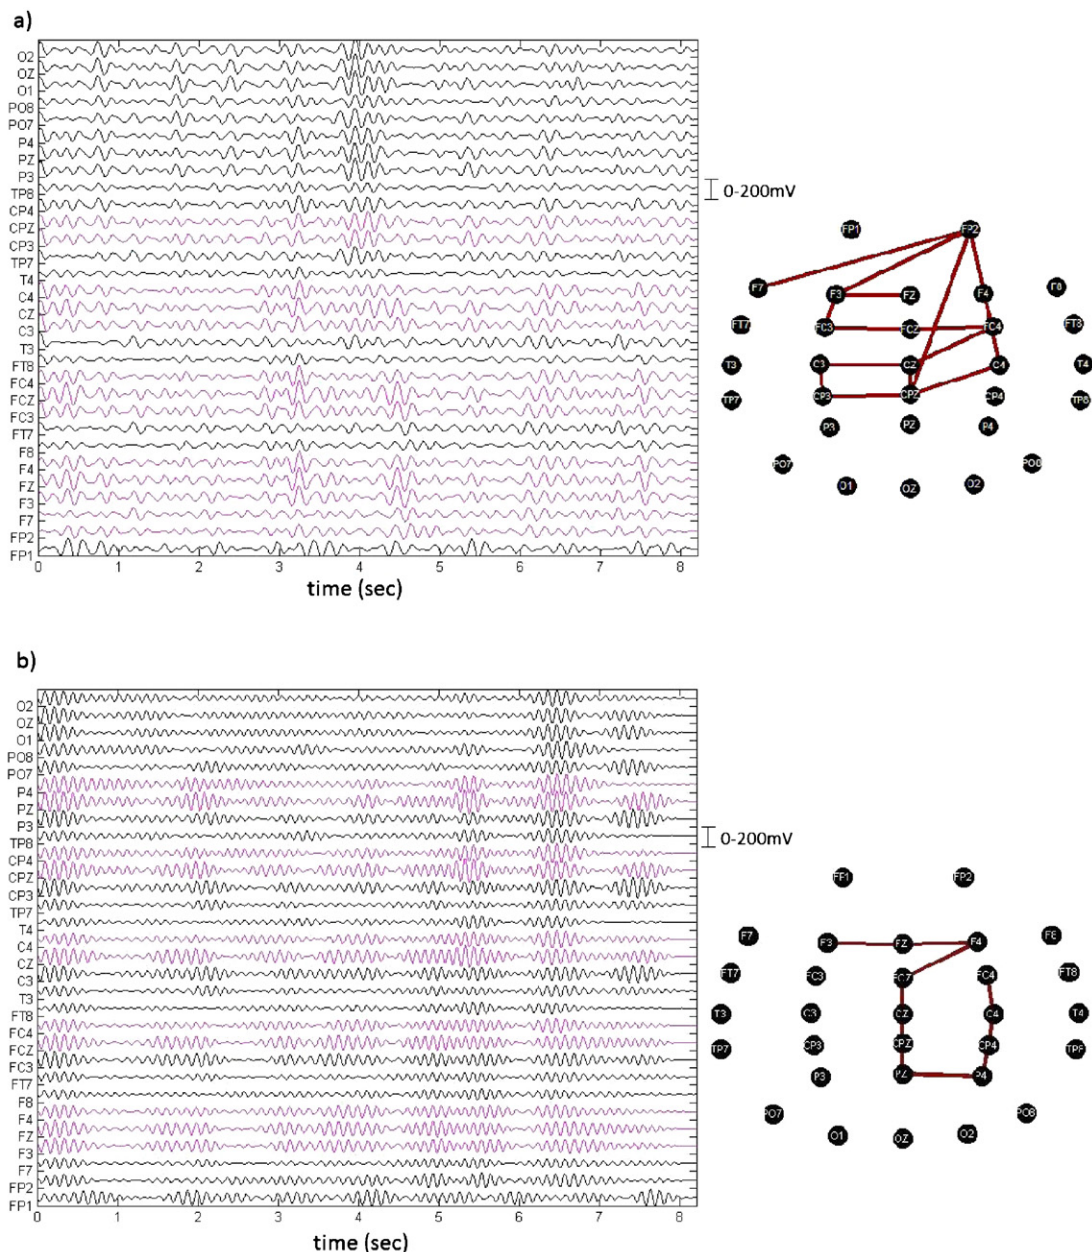 a)
O2
OZ
O1
PO8
PO7
P4
PZ
P3
TP8
CP4
CPZ
CP3
TP7
T4
C4
CZ
C3
T3
FT8
FC4
FCZ
FC3
FT7
F8
F4
FZ
F3
F7
FP2
FP1
0 1 2 3 4 5 6 7 8
time (sec)
0-200mV
FP1 FP2
F7 F3 FZ F4 F8
FT7 FC3 FCZ FC4 FT8
T3 C3 CZ C4 T4
TP7 CP3 CPZ CP4 TP8
P3 PZ P4
PO7 PO8
O1 OZ O2
b)
O2
OZ
O1
PO8
PO7
P4
PZ
P3
TP8
CP4
CPZ
CP3
TP7
T4
C4
CZ
C3
T3
FT8
FC4
FCZ
FC3
FT7
F8
F4
FZ
F3
F7
FP2
FP1
0 1 2 3 4 5 6 7 8
time (sec)
0-200mV
FP1 FP2
F7 F3 FZ F4 F8
FT7 FC3 FCZ FC4 FT8
T3 C3 CZ C4 T4
TP7 CP3 CPZ CP4 TP8
P3 PZ P4
PO7 PO8
O1 OZ O2